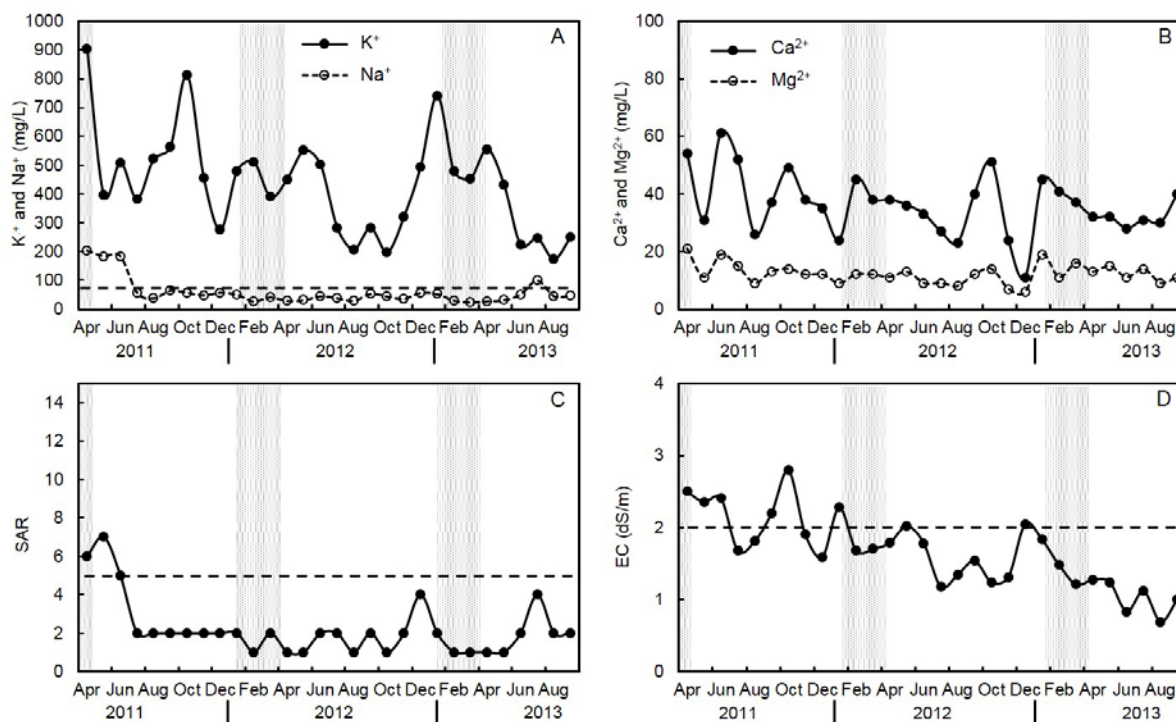 A
K⁺
Na⁺
K⁺ and Na⁺ (mg/L)
1000
900
800
700
600
500
400
300
200
100
0
Apr Jun Aug Oct Dec Feb Apr Jun Aug Oct Dec Feb Apr Jun Aug
2011 2012 2013
B
Ca²⁺
Mg²⁺
Ca²⁺ and Mg²⁺ (mg/L)
100
80
60
40
20
0
Apr Jun Aug Oct Dec Feb Apr Jun Aug Oct Dec Feb Apr Jun Aug
2011 2012 2013
C
SAR
14
12
10
8
6
4
2
0
Apr Jun Aug Oct Dec Feb Apr Jun Aug Oct Dec Feb Apr Jun Aug
2011 2012 2013
D
EC (dS/m)
4
3
2
1
0
Apr Jun Aug Oct Dec Feb Apr Jun Aug Oct Dec Feb Apr Jun Aug
2011 2012 2013